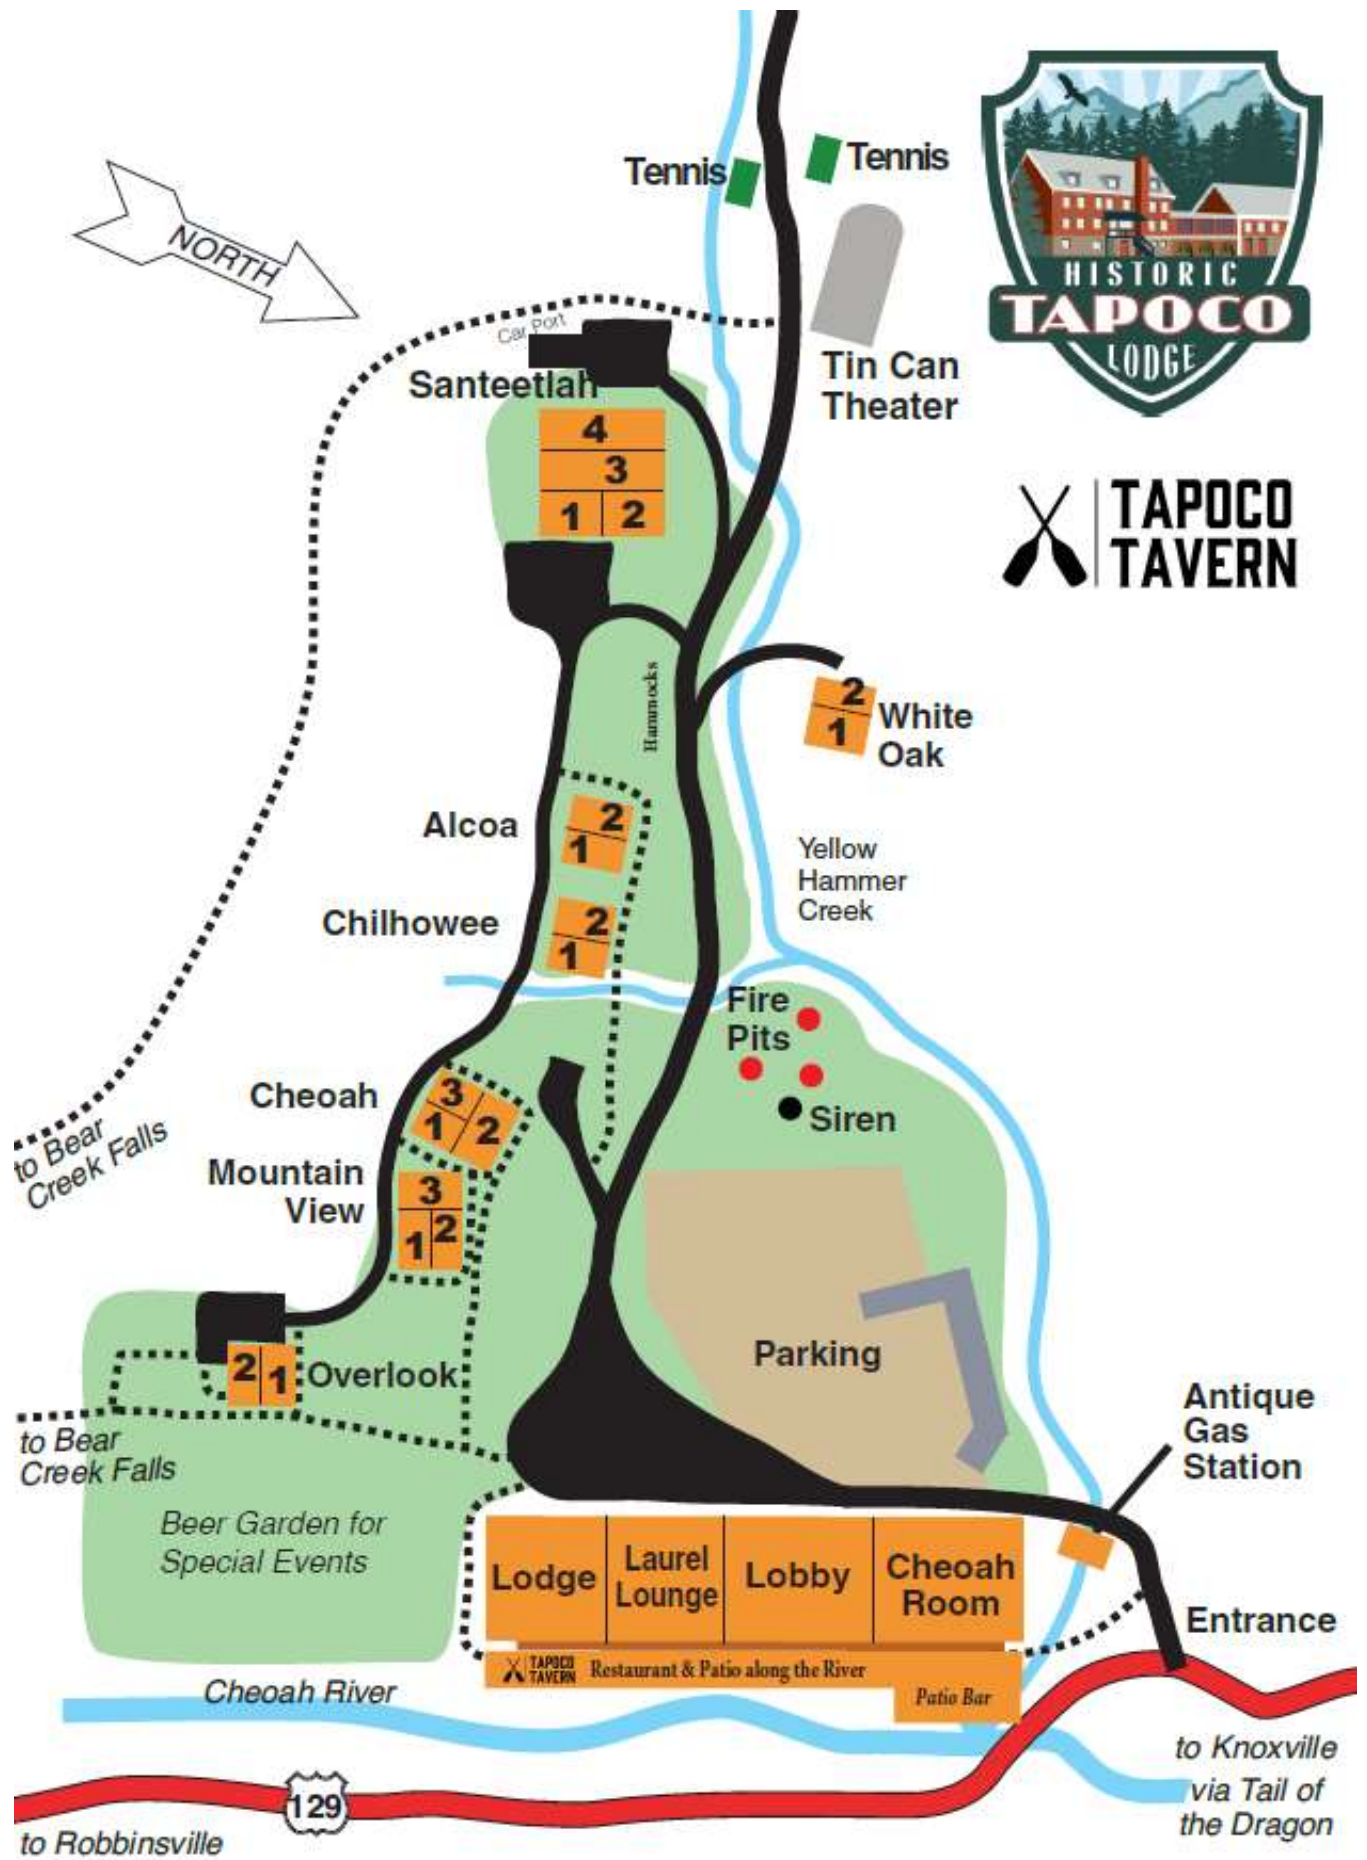 Tennis
Tennis
NORTH
HISTORIC
TAPOCO
LODGE
Car Port
Santeetlah
Tin Can
Theater
4
3
1 2
TAPOCO
TAVERN
Hammocks
2
1
White
Oak
Alcoa
2
1
Yellow
Hammer
Creek
Chilhowee
2
1
Fire
Pits
Siren
Cheoah
3
1 2
to Bear
Creek Falls
Mountain
View
3
1 2
Parking
Overlook
2 1
Antique
Gas
Station
to Bear
Creek Falls
Beer Garden for
Special Events
Lodge
Laurel
Lounge
Lobby
Cheoah
Room
Entrance
TAPOCO
TAVERN
Restaurant & Patio along the River
Patio Bar
Cheoah River
to Knoxville
via Tail of
the Dragon
129
to Robbinsville